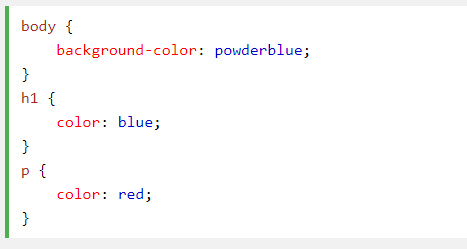 body {
    background-color: powderblue;
}
h1 {
    color: blue;
}
p {
    color: red;
}